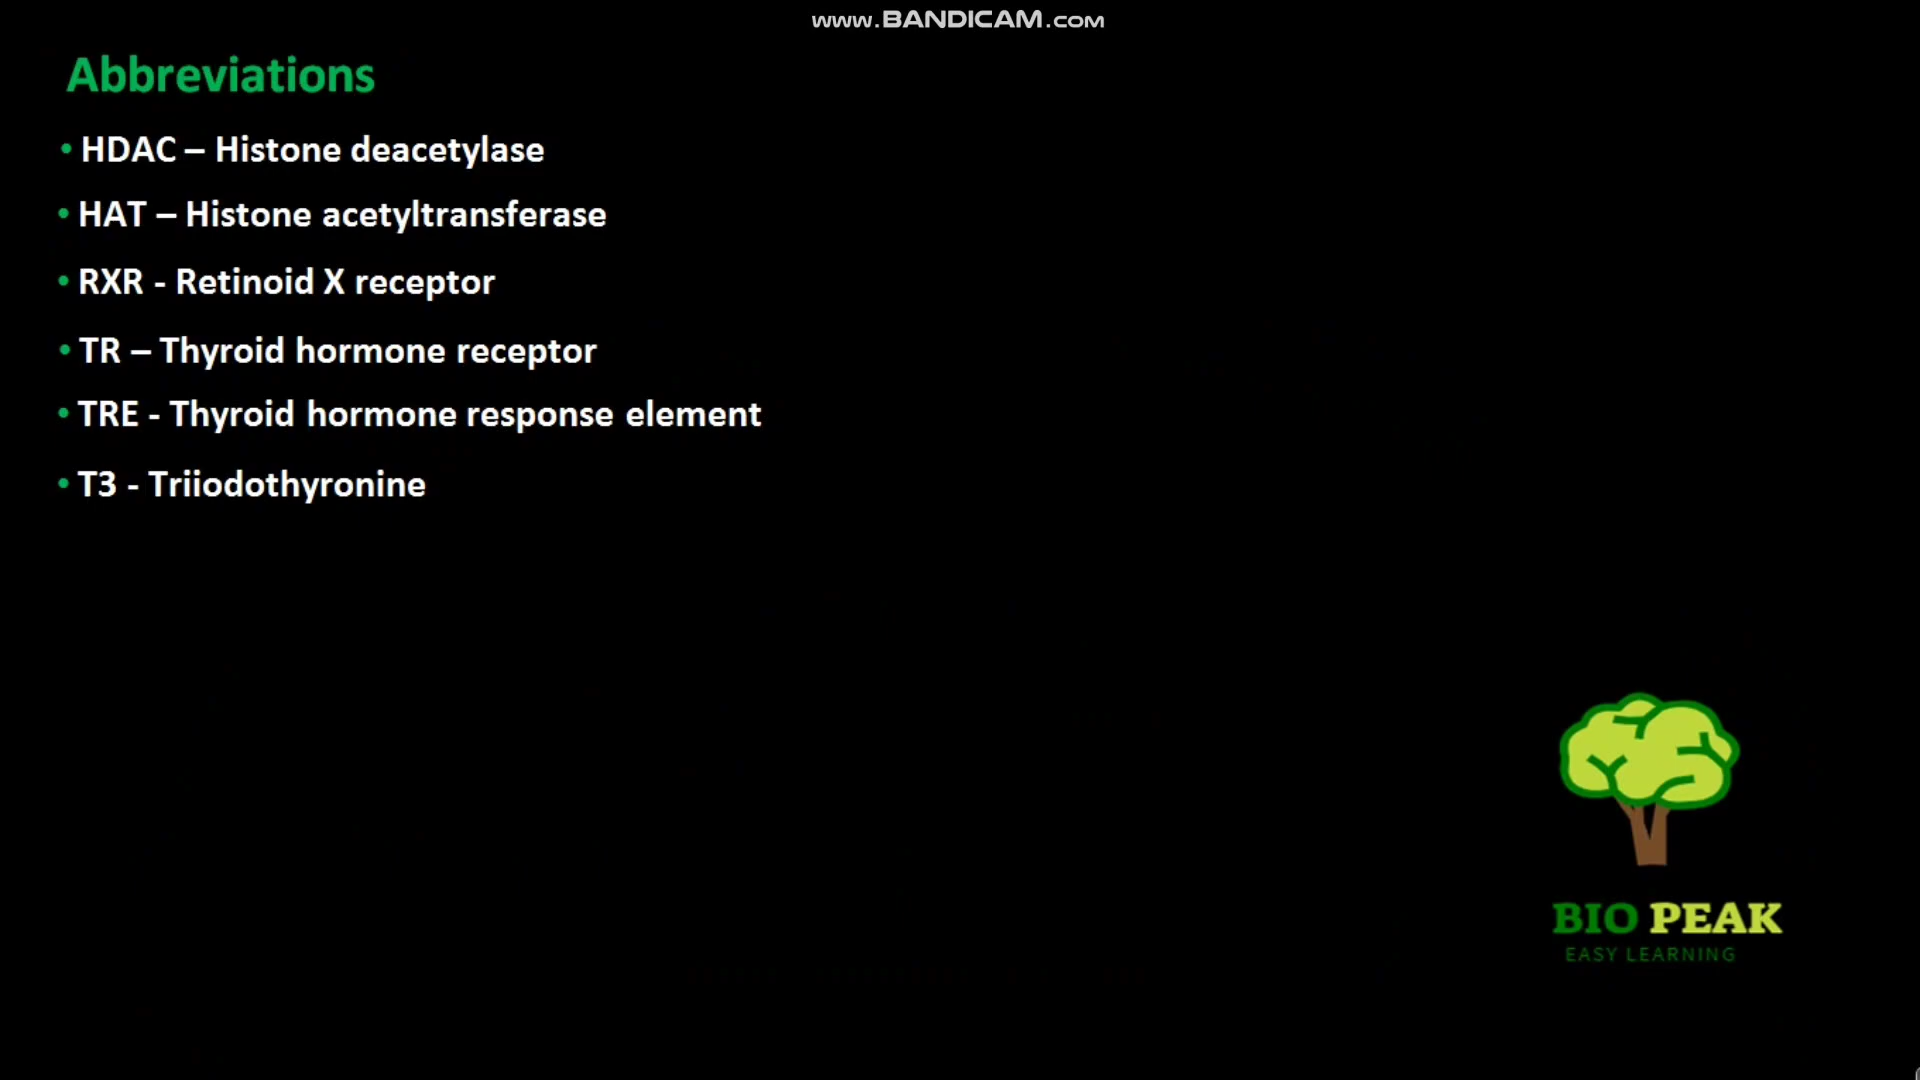 www.BANDICAM.com
Abbreviations
• HDAC – Histone deacetylase
• HAT – Histone acetyltransferase
• RXR - Retinoid X receptor
• TR – Thyroid hormone receptor
• TRE - Thyroid hormone response element
• T3 - Triiodothyronine
BIO PEAK
EASY LEARNING